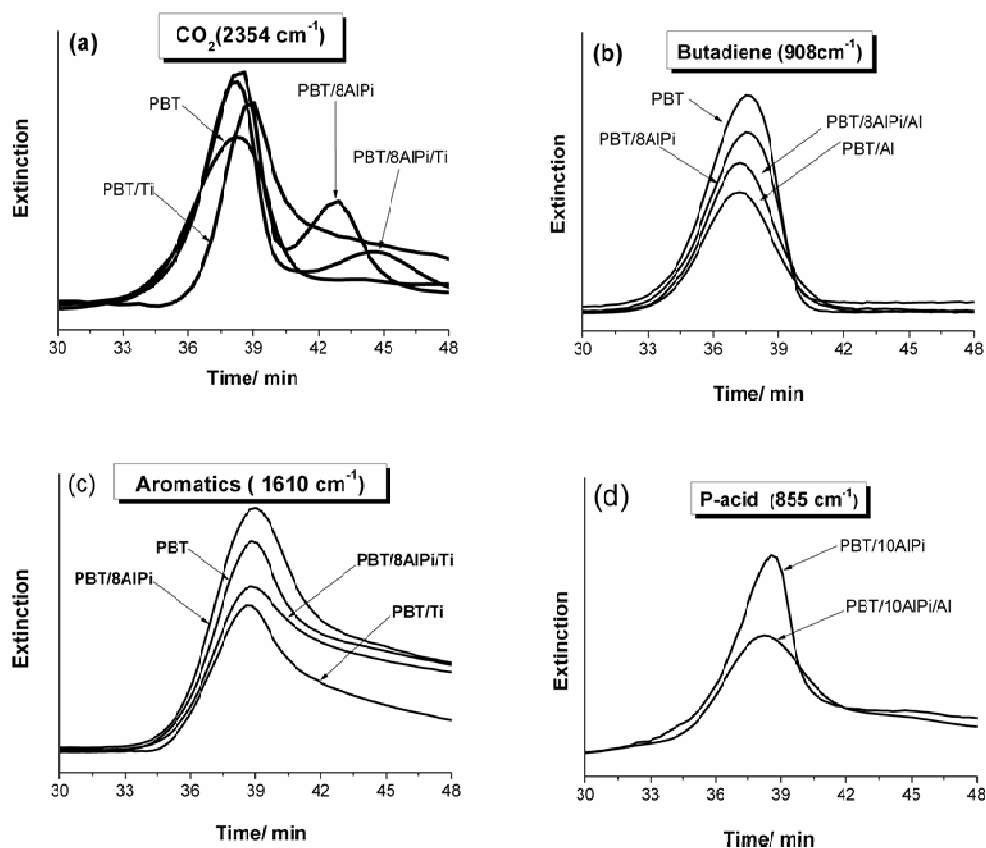 (a)
CO2(2354 cm-1)
PBT
PBT/8AlPi
PBT/8AlPi/Ti
PBT/Ti
Extinction
30 33 36 39 42 45 48
Time/ min
(b)
Butadiene (908cm-1)
PBT
PBT/8AlPi
PBT/8AlPi/Al
PBT/Al
Extinction
30 33 36 39 42 45 48
Time/ min
(c)
Aromatics ( 1610 cm-1)
PBT
PBT/8AlPi
PBT/8AlPi/Ti
PBT/Ti
Extinction
30 33 36 39 42 45 48
Time/ min
(d)
P-acid (855 cm-1)
PBT/10AlPi
PBT/10AlPi/Al
Extinction
30 33 36 39 42 45 48
Time/ min